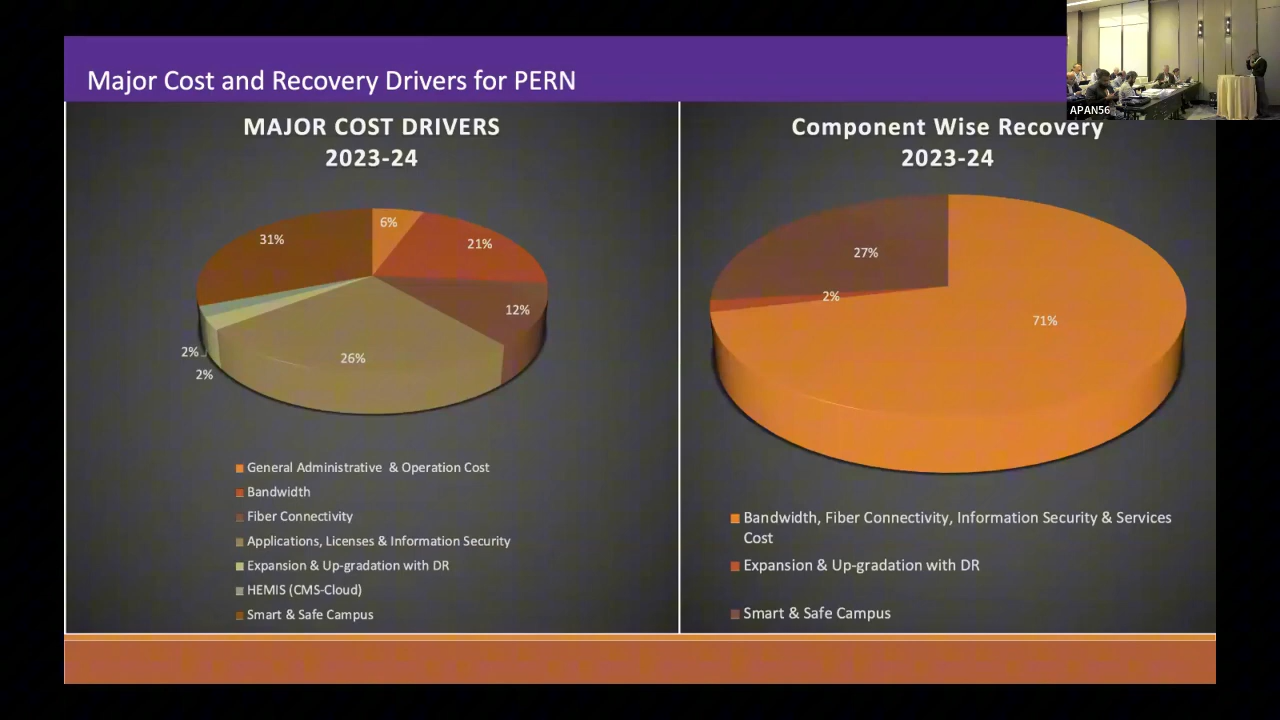 Major Cost and Recovery Drivers for PERN
APAN56
MAJOR COST DRIVERS
2023-24
6%
31%
21%
12%
2%
26%
2%
General Administrative & Operation Cost
Bandwidth
Fiber Connectivity
Applications, Licenses & Information Security
Expansion & Up-gradation with DR
HEMIS (CMS-Cloud)
Smart & Safe Campus
Component Wise Recovery
2023-24
27%
2%
71%
Bandwidth, Fiber Connectivity, Information Security & Services
Cost
Expansion & Up-gradation with DR
Smart & Safe Campus